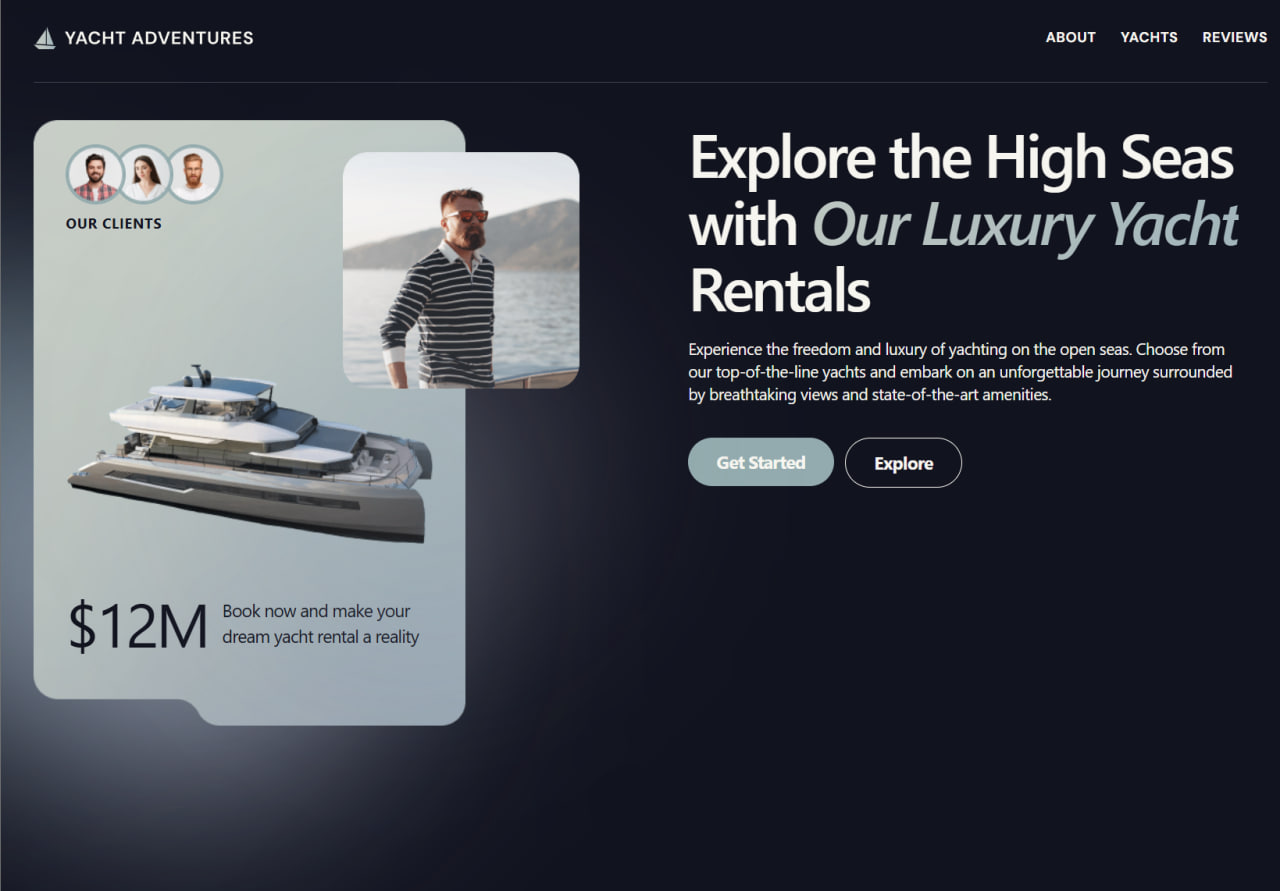 YACHT ADVENTURES
ABOUT YACHTS REVIEWS
OUR CLIENTS
$12M
Book now and make your
dream yacht rental a reality
Explore the High Seas
with Our Luxury Yacht
Rentals
Experience the freedom and luxury of yachting on the open seas. Choose from
our top-of-the-line yachts and embark on an unforgettable journey surrounded
by breathtaking views and state-of-the-art amenities.
Get Started Explore